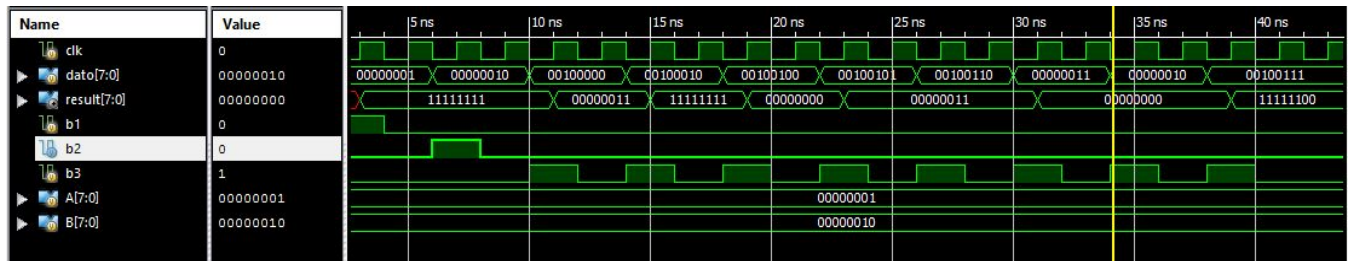 Name Value 5 ns 10 ns 15 ns 20 ns 25 ns 30 ns 35 ns 40 ns
clk 0
dato[7:0] 00000010 00000001 00000010 00100000 00100010 00100100 00100101 00100110 00000011 00000010 00100111
result[7:0] 00000000 11111111 00000011 11111111 00000000 00000011 00000000 11111100
b1 0
b2 0
b3 1
A[7:0] 00000001 00000001
B[7:0] 00000010 00000010